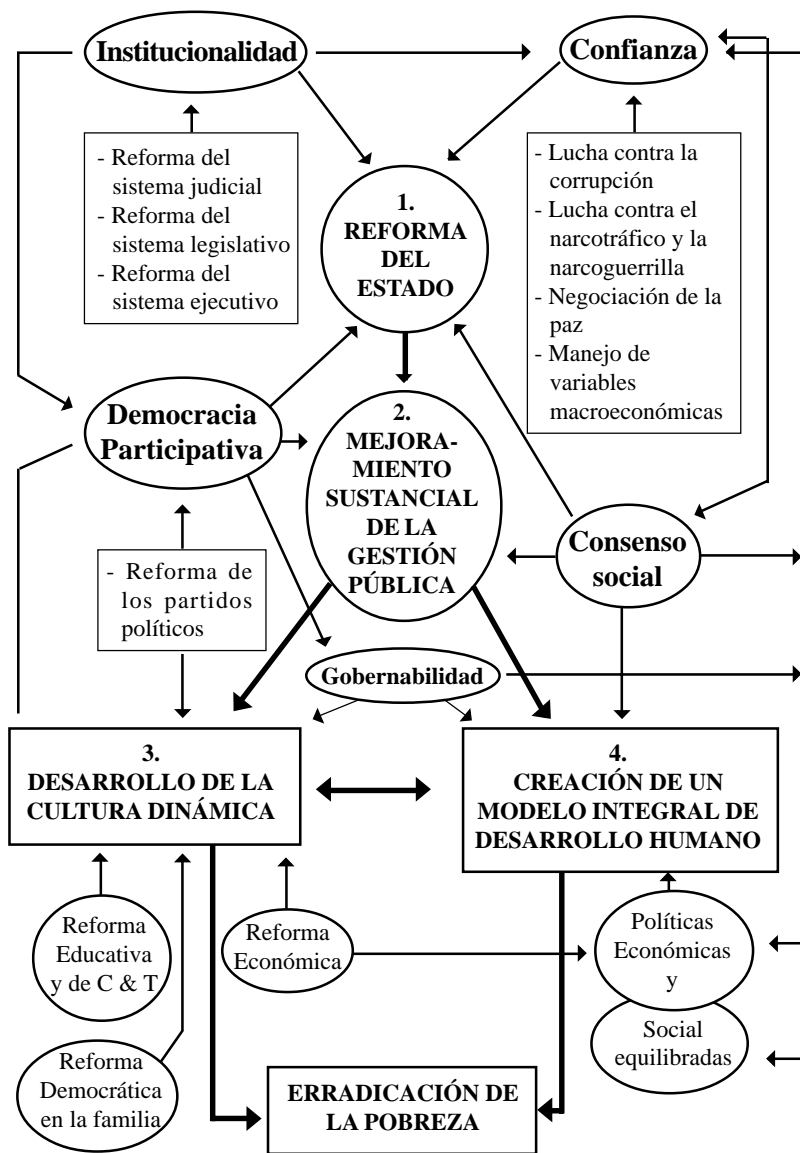 Institucionalidad
Confianza
- Reforma del
sistema judicial
- Reforma del
sistema legislativo
- Reforma del
sistema ejecutivo
1.
REFORMA
DEL
ESTADO
- Lucha contra la
corrupción
- Lucha contra el
narcotráfico y la
narcoguerrilla
- Negociación de la
paz
- Manejo de
variables
macroeconómicas
Democracia
Participativa
2.
MEJORA-
MIENTO
SUSTANCIAL
DE LA
GESTIÓN
PÚBLICA
Consenso
social
- Reforma de
los partidos
políticos
Gobernabilidad
3.
DESARROLLO DE LA
CULTURA DINÁMICA
4.
CREACIÓN DE UN
MODELO INTEGRAL DE
DESARROLLO HUMANO
Reforma
Educativa
y de C & T
Reforma
Económica
Políticas
Económicas
y
Social
equilibradas
Reforma
Democrática
en la familia
ERRADICACIÓN DE
LA POBREZA